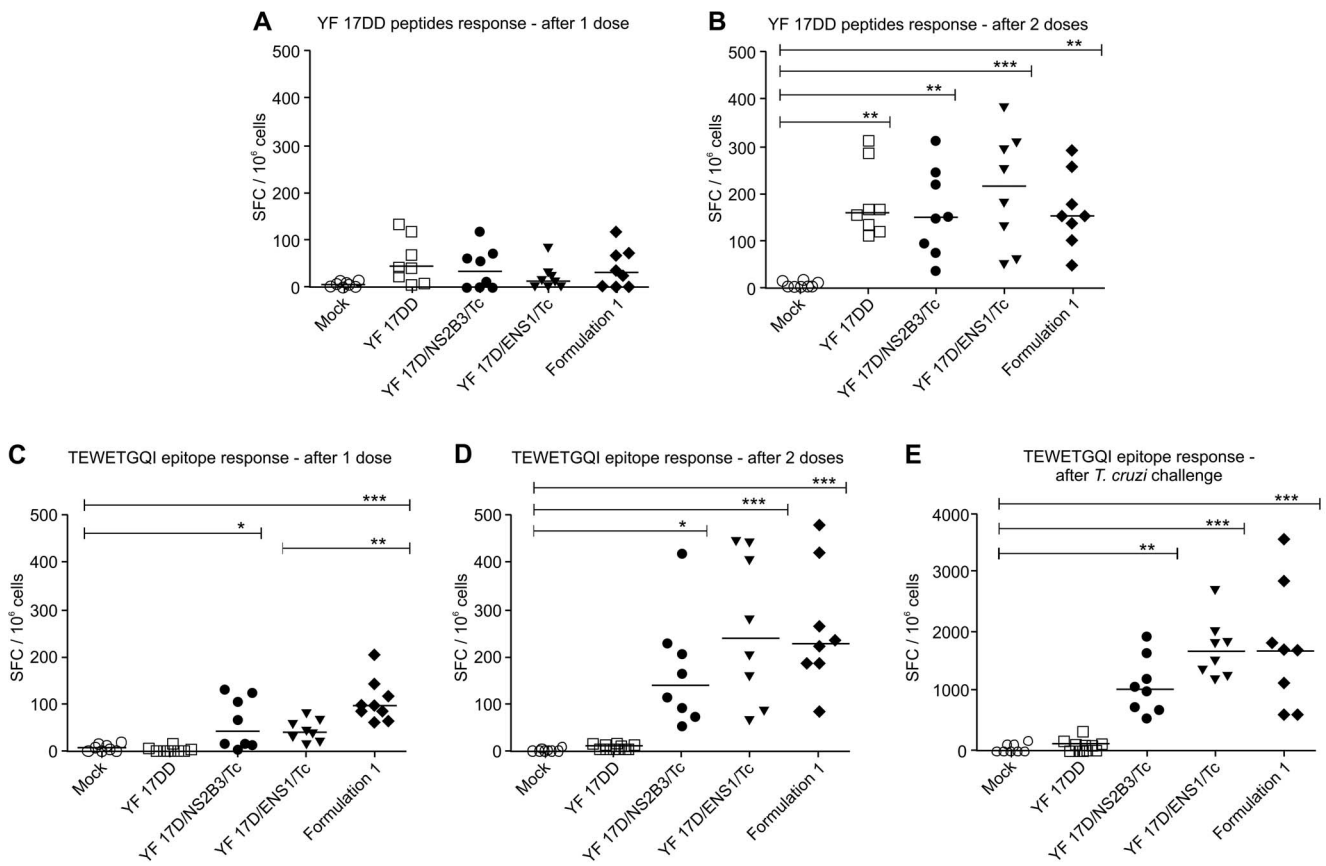 A YF 17DD peptides response - after 1 dose
500
400
300
200
100
0
SFC / 10⁶ cells
Mock
YF 17DD
YF 17D/NS2B3/Tc
YF 17D/ENS1/Tc
Formulation 1
B YF 17DD peptides response - after 2 doses
500
400
300
200
100
0
SFC / 10⁶ cells
**
***
**
**
Mock
YF 17DD
YF 17D/NS2B3/Tc
YF 17D/ENS1/Tc
Formulation 1
C TEWETGQI epitope response - after 1 dose
500
400
300
200
100
0
SFC / 10⁶ cells
***
*
**
Mock
YF 17DD
YF 17D/NS2B3/Tc
YF 17D/ENS1/Tc
Formulation 1
D TEWETGQI epitope response - after 2 doses
500
400
300
200
100
0
SFC / 10⁶ cells
***
***
*
Mock
YF 17DD
YF 17D/NS2B3/Tc
YF 17D/ENS1/Tc
Formulation 1
E TEWETGQI epitope response -
after T. cruzi challenge
4000
3000
2000
1000
0
SFC / 10⁶ cells
***
***
**
Mock
YF 17DD
YF 17D/NS2B3/Tc
YF 17D/ENS1/Tc
Formulation 1